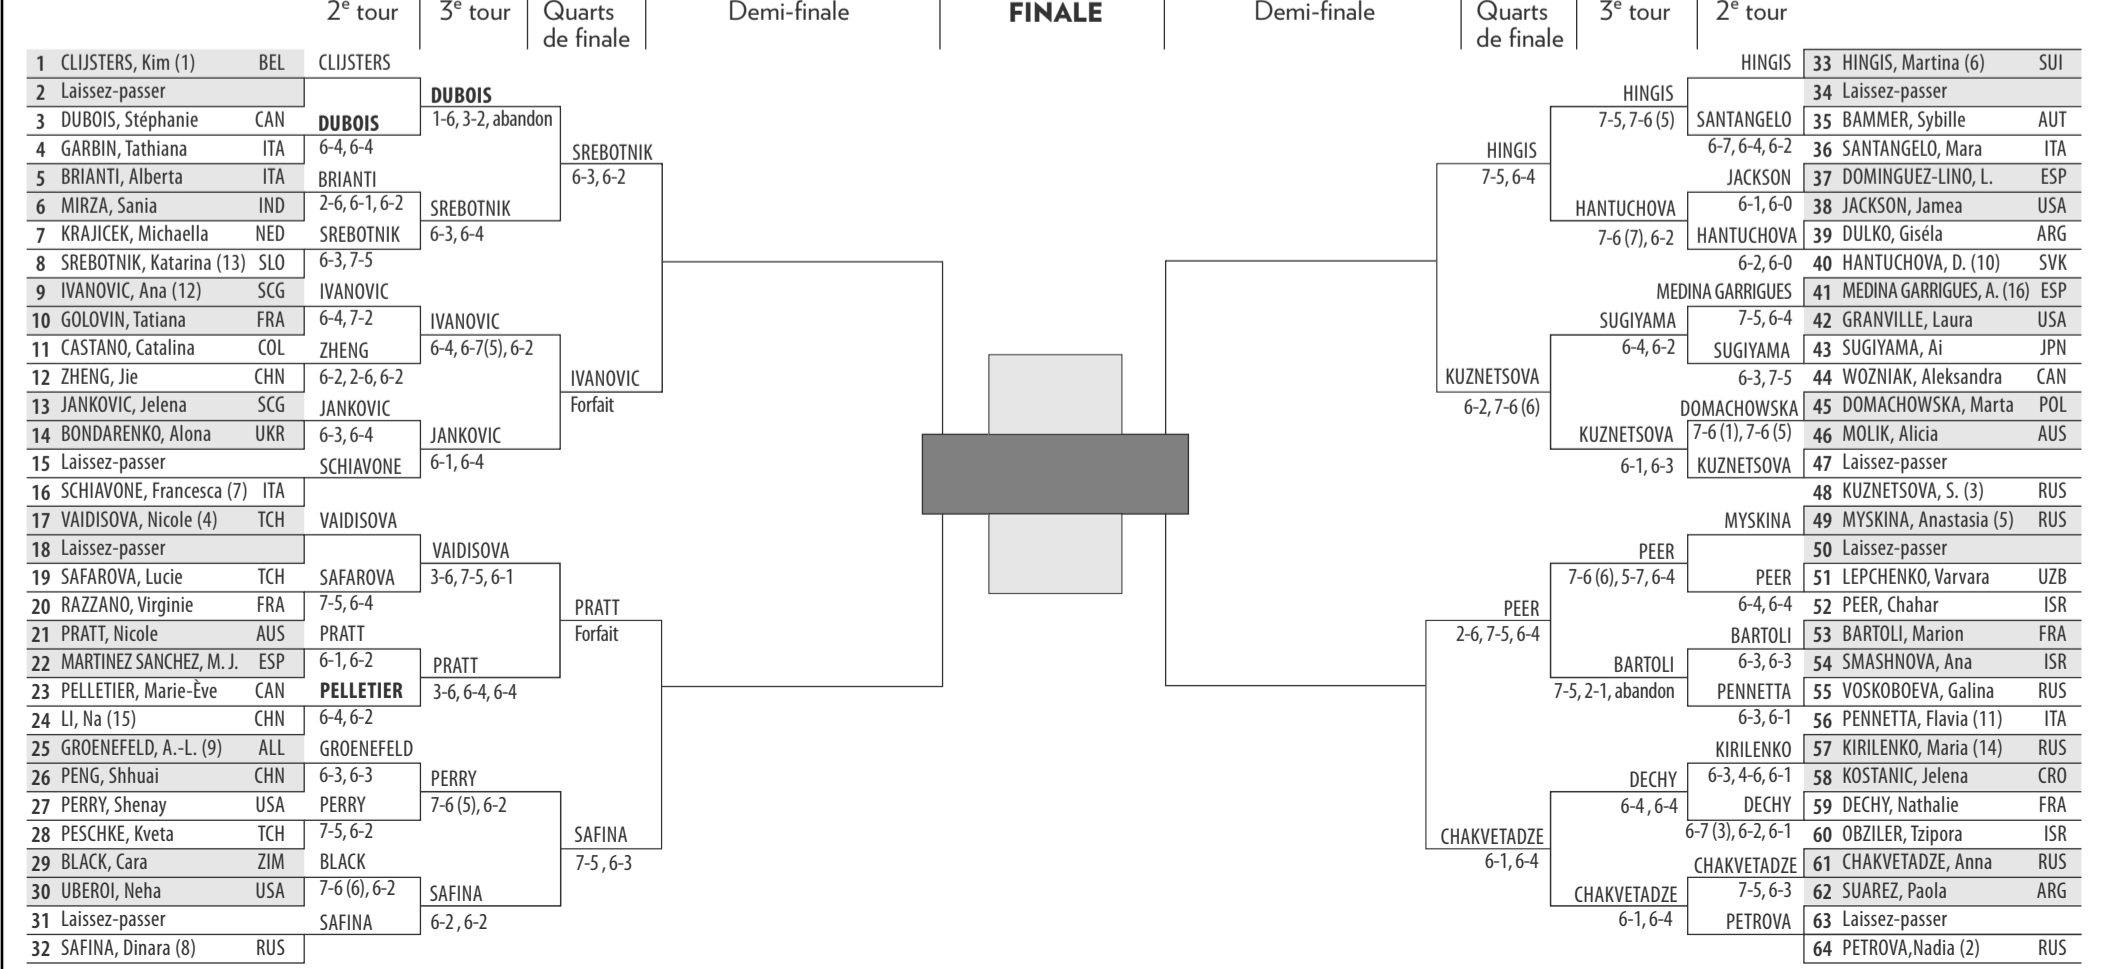 2e tour 3e tour Quarts de finale Demi-finale FINALE Demi-finale Quarts de finale 3e tour 2e tour
1 CLIJSTERS, Kim (1) BEL
2 Laissez-passer
3 DUBOIS, Stéphanie CAN
4 GARBIN, Tathiana ITA
5 BRIANTI, Alberta ITA
6 MIRZA, Sania IND
7 KRAJICEK, Michaella NED
8 SREBOTNIK, Katarina (13) SLO
9 IVANOVIC, Ana (12) SCG
10 GOLOVIN, Tatiana FRA
11 CASTANO, Catalina COL
12 ZHENG, Jie CHN
13 JANKOVIC, Jelena SCG
14 BONDARENKO, Alona UKR
15 Laissez-passer
16 SCHIAVONE, Francesca (7) ITA
17 VAIDISOVA, Nicole (4) TCH
18 Laissez-passer
19 SAFAROVA, Lucie TCH
20 RAZZANO, Virginie FRA
21 PRATT, Nicole AUS
22 MARTINEZ SANCHEZ, M. J. ESP
23 PELLETIER, Marie-Ève CAN
24 LI, Na (15) CHN
25 GROENEFELD, A.-L. (9) ALL
26 PENG, Shhuai CHN
27 PERRY, Shenay USA
28 PESCHKE, Kveta TCH
29 BLACK, Cara ZIM
30 UBEROI, Neha USA
31 Laissez-passer
32 SAFINA, Dinara (8) RUS
CLIJSTERS
DUBOIS
6-4, 6-4
BRIANTI
2-6, 6-1, 6-2
SREBOTNIK
6-3, 7-5
IVANOVIC
6-4, 7-2
ZHENG
6-2, 2-6, 6-2
JANKOVIC
6-3, 6-4
SCHIAVONE
VAIDISOVA
SAFAROVA
7-5, 6-4
PRATT
6-1, 6-2
PELLETIER
6-4, 6-2
GROENEFELD
6-3, 6-3
PERRY
7-5, 6-2
BLACK
7-6 (6), 6-2
SAFINA
DUBOIS
1-6, 3-2, abandon
SREBOTNIK
6-3, 6-4
IVANOVIC
6-4, 6-7(5), 6-2
JANKOVIC
6-1, 6-4
VAIDISOVA
3-6, 7-5, 6-1
PRATT
3-6, 6-4, 6-4
PERRY
7-6 (5), 6-2
SAFINA
6-2 , 6-2
SREBOTNIK
6-3, 6-2
IVANOVIC
Forfait
PRATT
Forfait
SAFINA
7-5 , 6-3
HINGIS
7-5, 6-4
KUZNETSOVA
6-2, 7-6 (6)
PEER
2-6, 7-5, 6-4
CHAKVETADZE
6-1, 6-4
HINGIS
7-5, 7-6 (5)
HANTUCHOVA
7-6 (7), 6-2
SUGIYAMA
6-4, 6-2
KUZNETSOVA
6-1, 6-3
PEER
7-6 (6), 5-7, 6-4
BARTOLI
7-5, 2-1, abandon
DECHY
6-4, 6-4
CHAKVETADZE
6-1, 6-4
HINGIS
SANTANGELO
6-7, 6-4, 6-2
JACKSON
6-1, 6-0
HANTUCHOVA
6-2, 6-0
MEDINA GARRIGUES
7-5, 6-4
SUGIYAMA
6-3, 7-5
DOMACHOWSKA
7-6 (1), 7-6 (5)
KUZNETSOVA
MYSKINA
PEER
6-4, 6-4
BARTOLI
6-3, 6-3
PENNETTA
6-3, 6-1
KIRILENKO
6-3, 4-6, 6-1
DECHY
6-7 (3), 6-2, 6-1
CHAKVETADZE
7-5, 6-3
PETROVA
33 HINGIS, Martina (6) SUI
34 Laissez-passer
35 BAMMER, Sybille AUT
36 SANTANGELO, Mara ITA
37 DOMINGUEZ-LINO, L. ESP
38 JACKSON, Jamea USA
39 DULKO, Giséla ARG
40 HANTUCHOVA, D. (10) SVK
41 MEDINA GARRIGUES, A. (16) ESP
42 GRANVILLE, Laura USA
43 SUGIYAMA, Ai JPN
44 WOZNIAK, Aleksandra CAN
45 DOMACHOWSKA, Marta POL
46 MOLIK, Alicia AUS
47 Laissez-passer
48 KUZNETSOVA, S. (3) RUS
49 MYSKINA, Anastasia (5) RUS
50 Laissez-passer
51 LEPCHENKO, Varvara UZB
52 PEER, Chahar ISR
53 BARTOLI, Marion FRA
54 SMASHNOVA, Ana ISR
55 VOSKOBOEVA, Galina RUS
56 PENNETTA, Flavia (11) ITA
57 KIRILENKO, Maria (14) RUS
58 KOSTANIC, Jelena CRO
59 DECHY, Nathalie FRA
60 OBZILER, Tzipora ISR
61 CHAKVETADZE, Anna RUS
62 SUAREZ, Paola ARG
63 Laissez-passer
64 PETROVA,Nadia (2) RUS